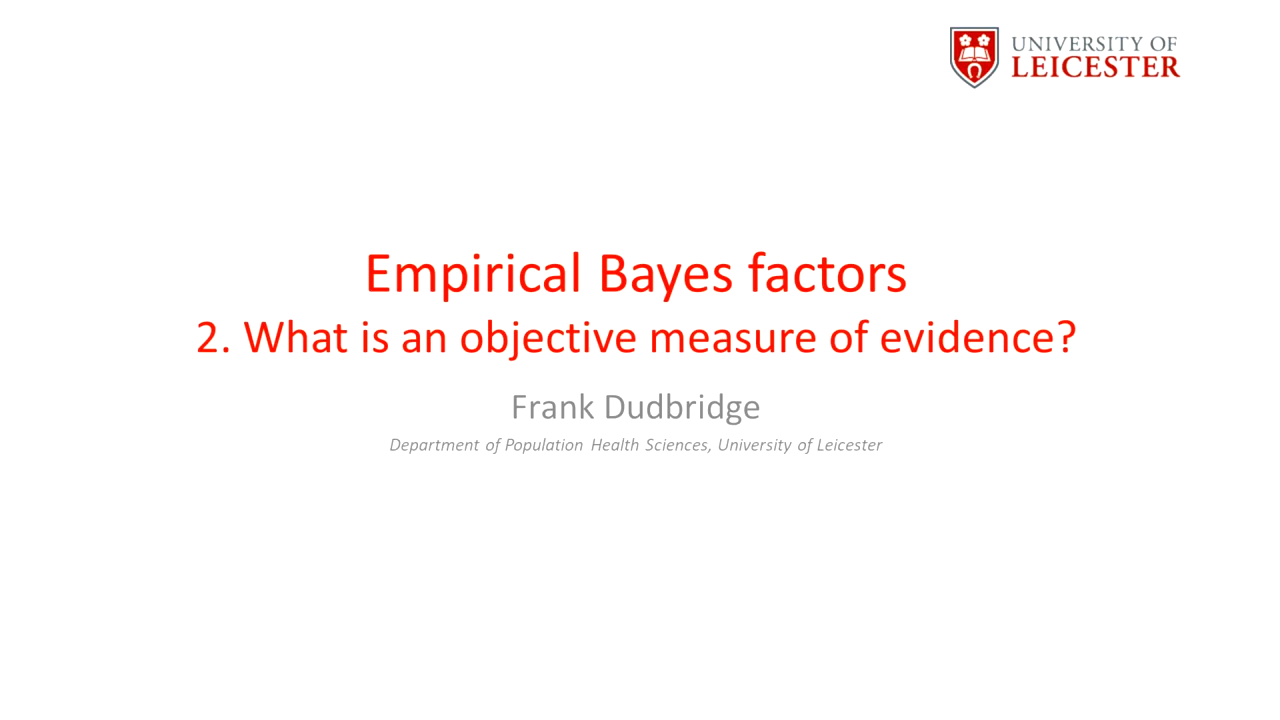 UNIVERSITY OF
LEICESTER
Empirical Bayes factors
2. What is an objective measure of evidence?
Frank Dudbridge
Department of Population Health Sciences, University of Leicester